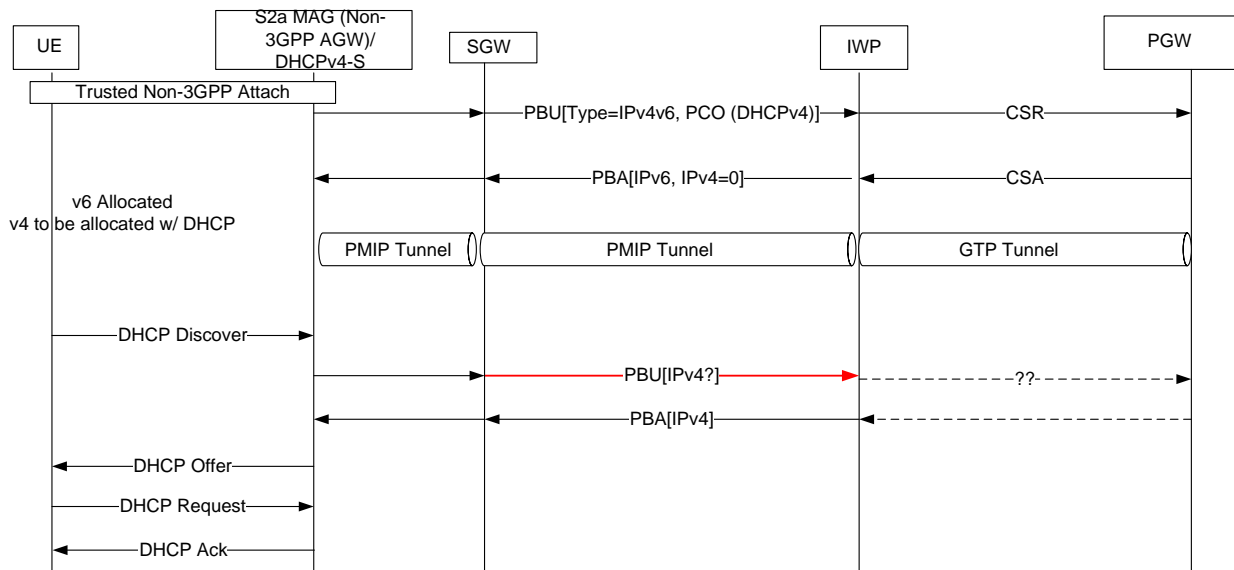 UE
S2a MAG (Non-
3GPP AGW)/
DHCPv4-S
SGW
IWP
PGW
Trusted Non-3GPP Attach
PBU[Type=IPv4v6, PCO (DHCPv4)]
CSR
PBA[IPv6, IPv4=0]
CSA
v6 Allocated
v4 to be allocated w/ DHCP
PMIP Tunnel
PMIP Tunnel
GTP Tunnel
DHCP Discover
PBU[IPv4?]
??
PBA[IPv4]
DHCP Offer
DHCP Request
DHCP Ack